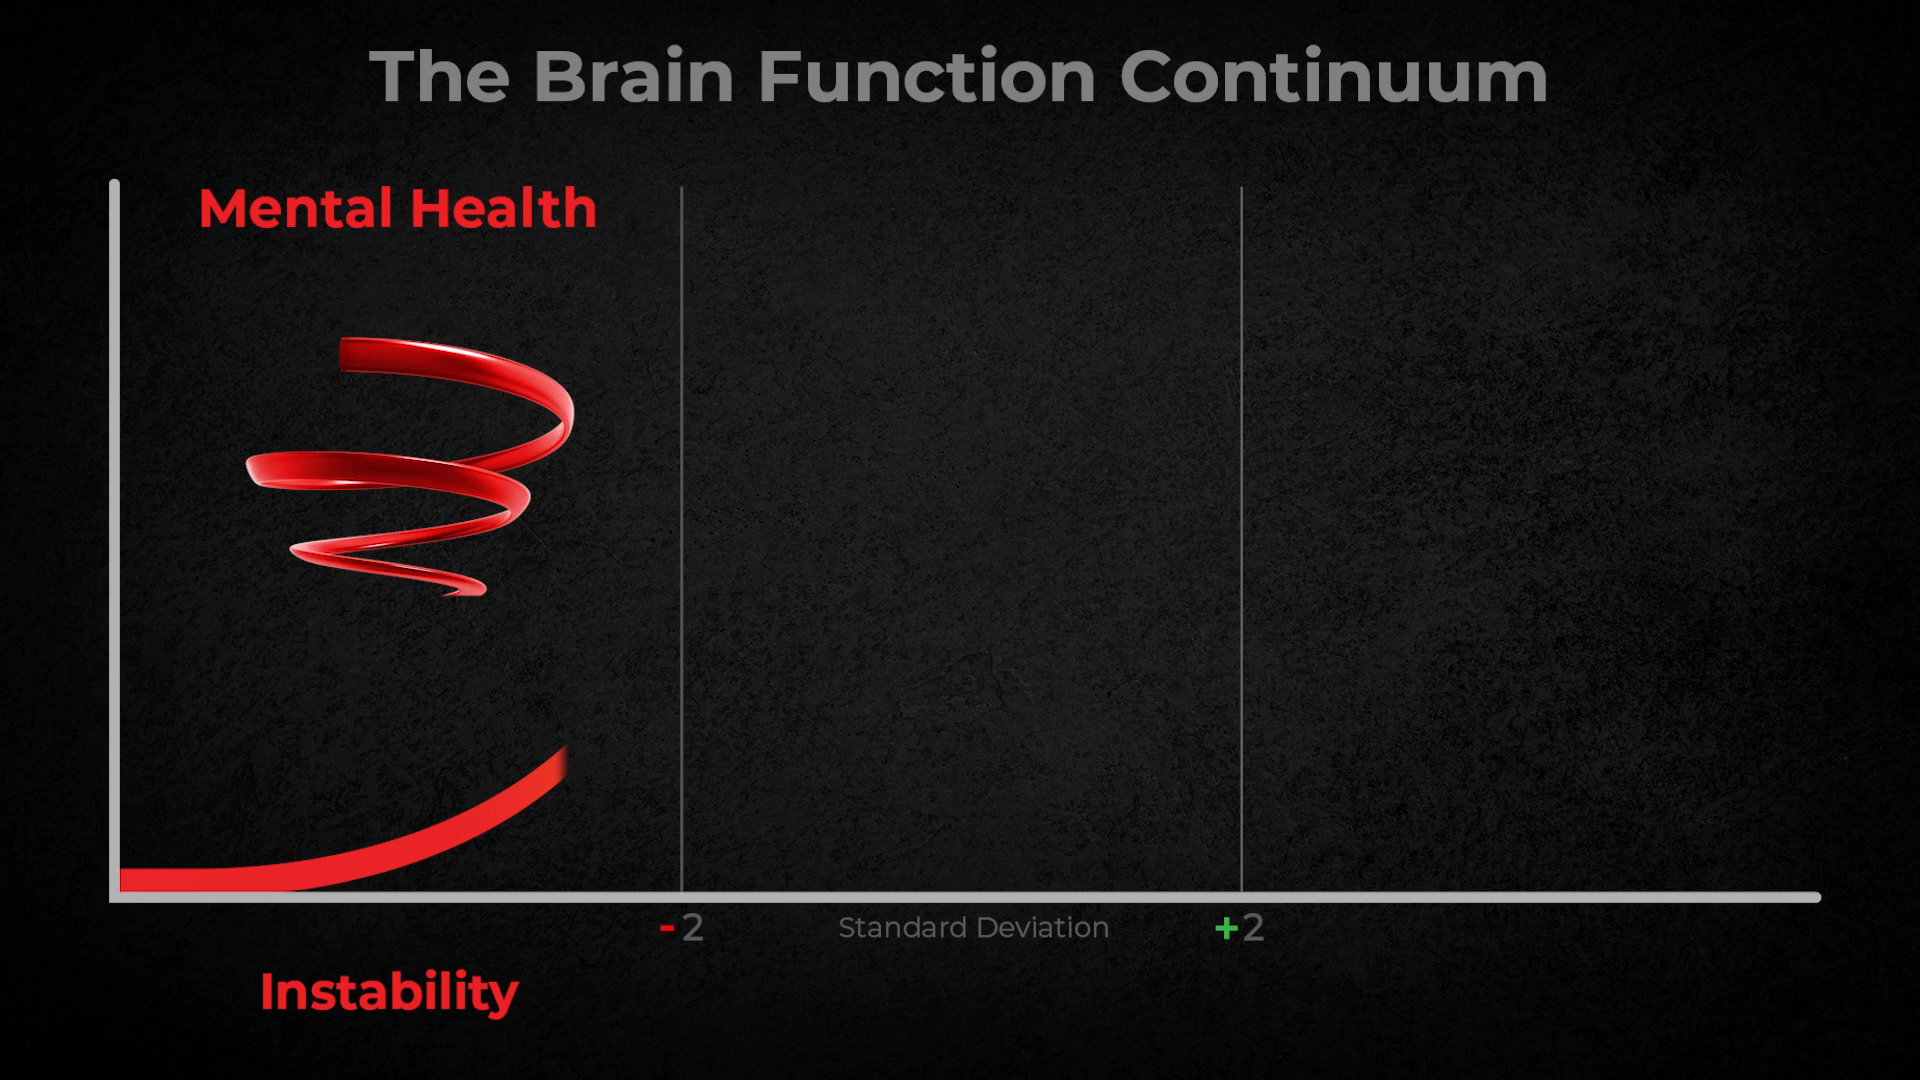 The Brain Function Continuum
Mental Health
-2 Standard Deviation +2
Instability